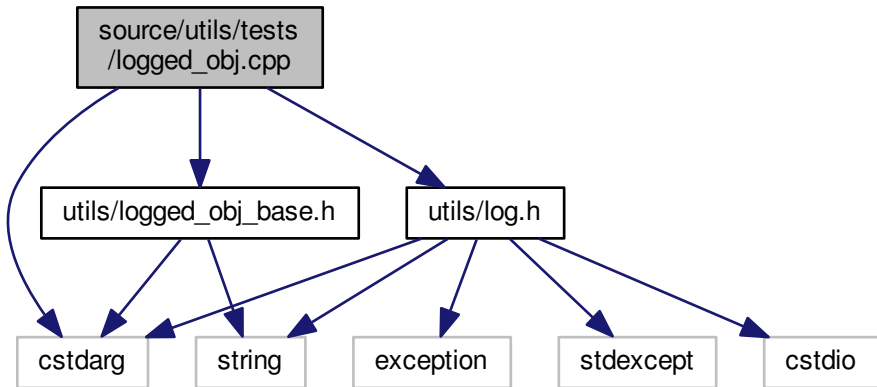 source/utils/tests
/logged_obj.cpp
utils/logged_obj_base.h
utils/log.h
cstdarg
string
exception
stdexcept
cstdio